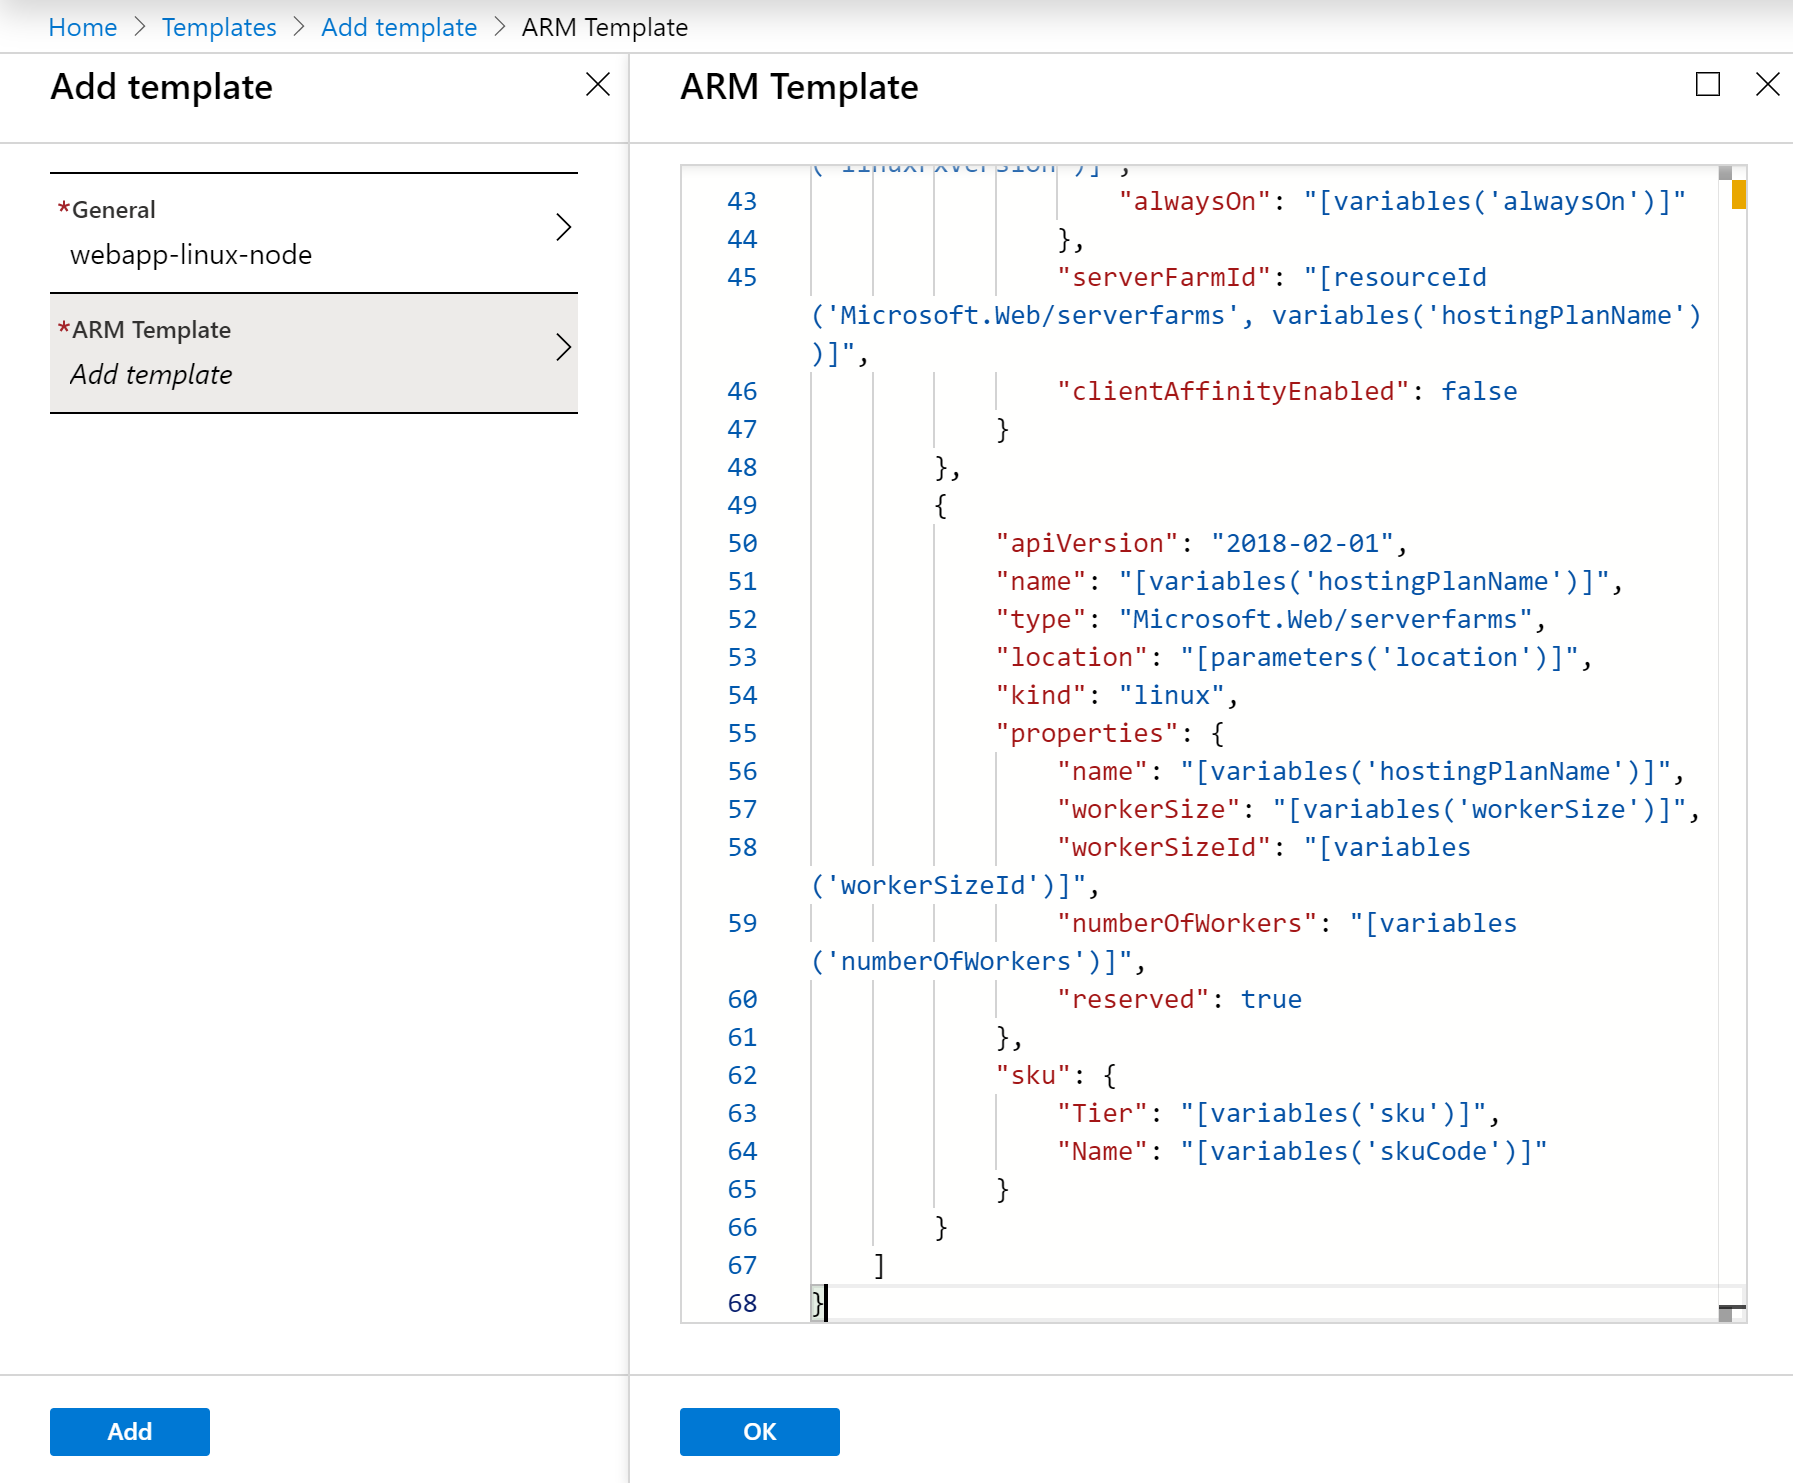 Home > Templates > Add template > ARM Template
Add template
*General
webapp-linux-node
*ARM Template
Add template
Add
ARM Template
('linuxFxVersion')]",
43 "alwaysOn": "[variables('alwaysOn')]"
44 },
45 "serverFarmId": "[resourceId
('Microsoft.Web/serverfarms', variables('hostingPlanName')
)]",
46 "clientAffinityEnabled": false
47 }
48 },
49 {
50 "apiVersion": "2018-02-01",
51 "name": "[variables('hostingPlanName')]",
52 "type": "Microsoft.Web/serverfarms",
53 "location": "[parameters('location')]",
54 "kind": "linux",
55 "properties": {
56 "name": "[variables('hostingPlanName')]",
57 "workerSize": "[variables('workerSize')]",
58 "workerSizeId": "[variables
('workerSizeId')]",
59 "numberOfWorkers": "[variables
('numberOfWorkers')]",
60 "reserved": true
61 },
62 "sku": {
63 "Tier": "[variables('sku')]",
64 "Name": "[variables('skuCode')]"
65 }
66 }
67 ]
68 }
OK